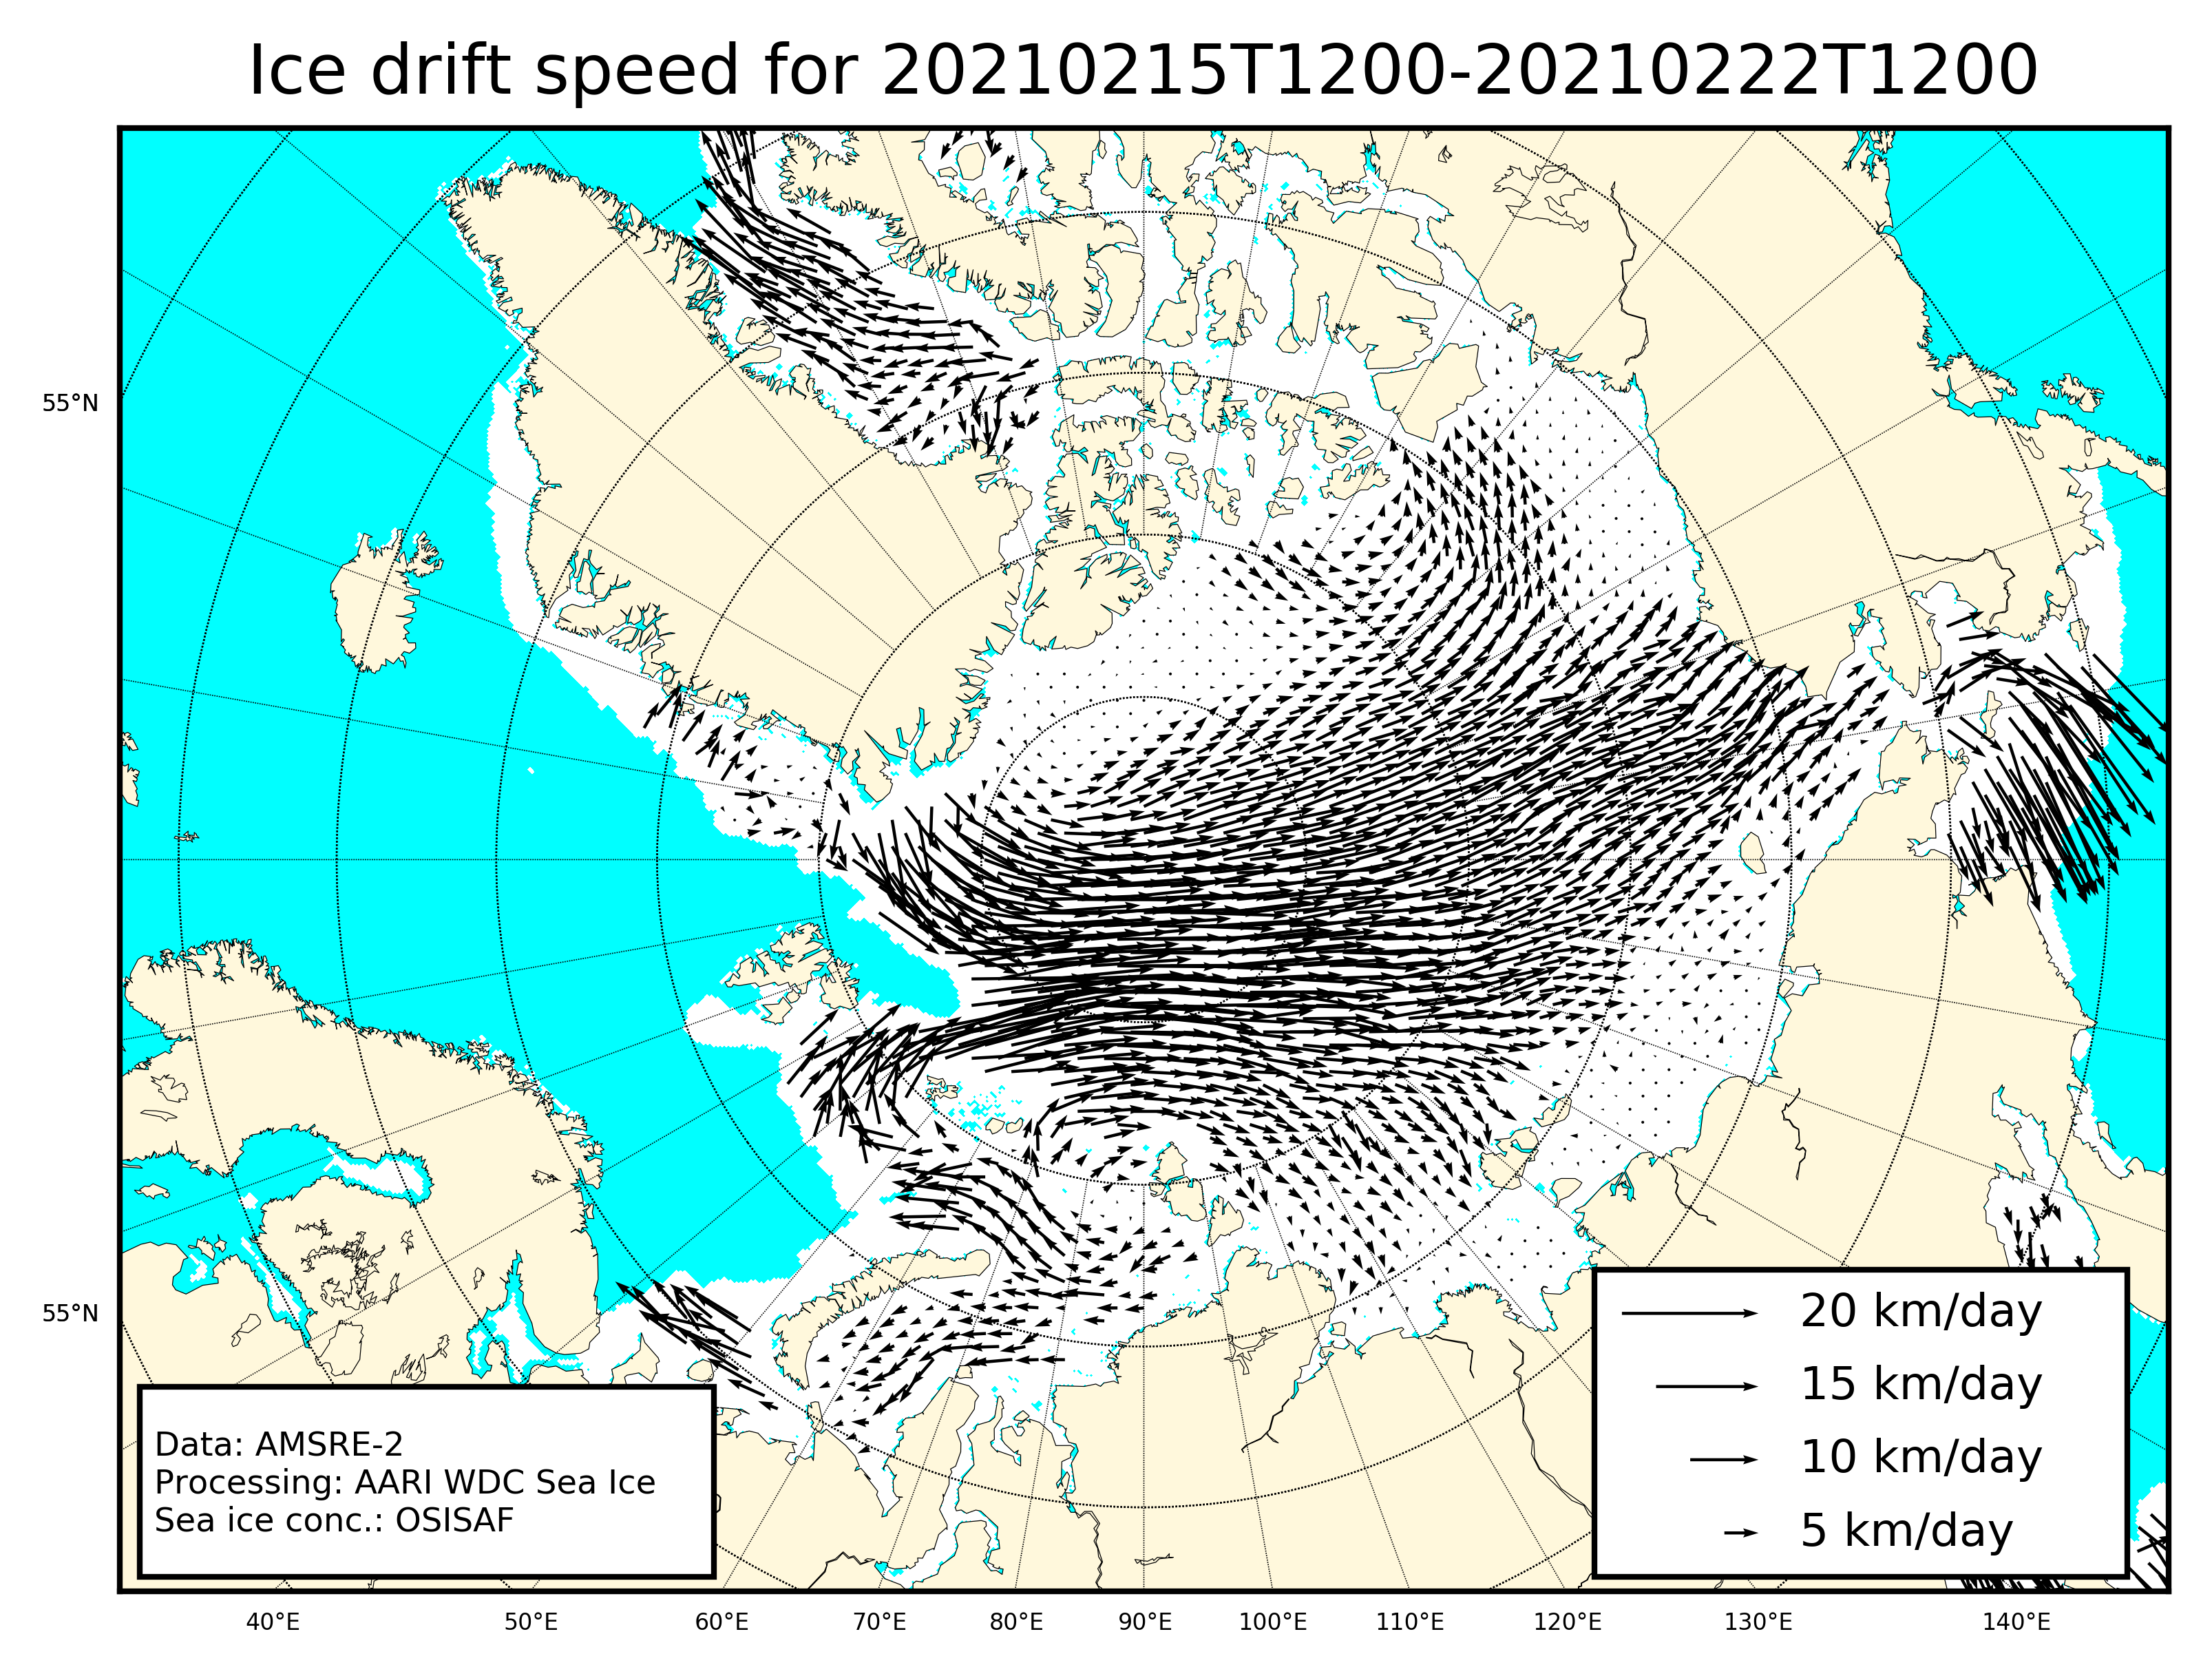 Ice drift speed for 20210215T1200-20210222T1200
55°N
55°N
20 km/day
15 km/day
10 km/day
5 km/day
Data: AMSRE-2
Processing: AARI WDC Sea Ice
Sea ice conc.: OSISAF
40°E 50°E 60°E 70°E 80°E 90°E 100°E 110°E 120°E 130°E 140°E